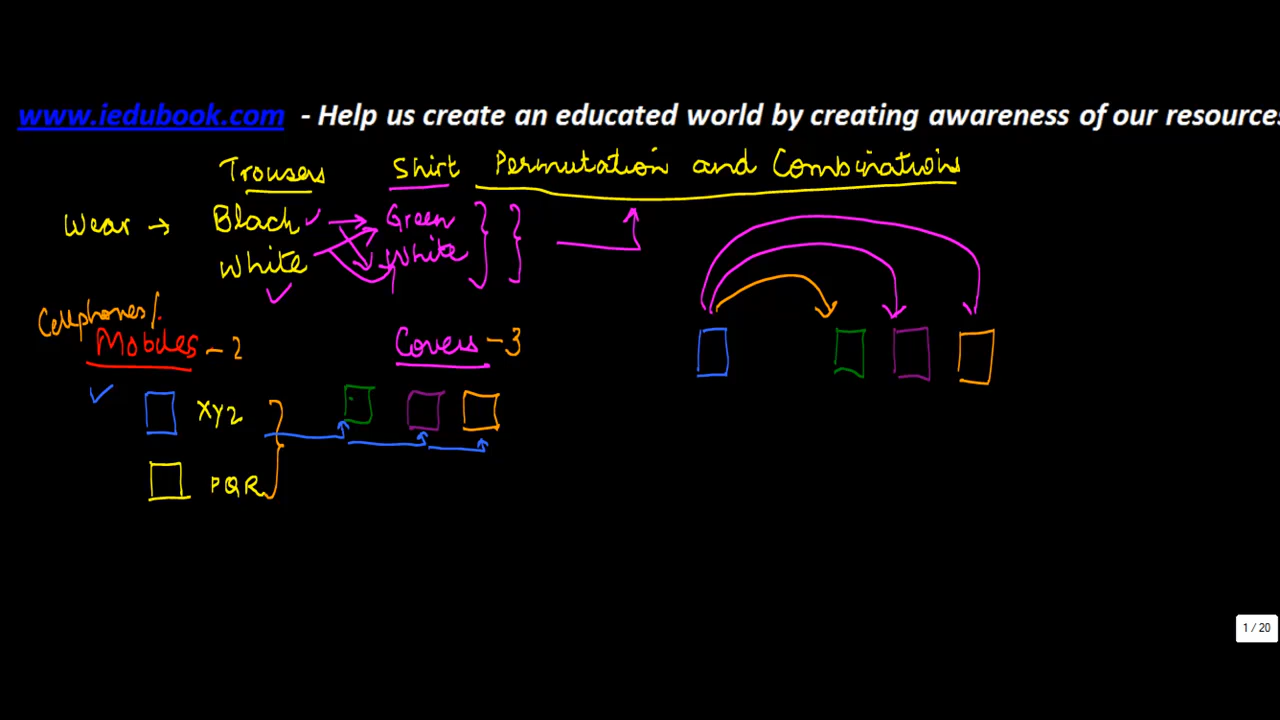 www.iedubook.com - Help us create an educated world by creating awareness of our resources
Permutation and Combinations
Trousers Shirt
Wear → Black Green
White White
Cellphones/
Mobiles - 2 Covers - 3
XYZ
PQR
1 / 20